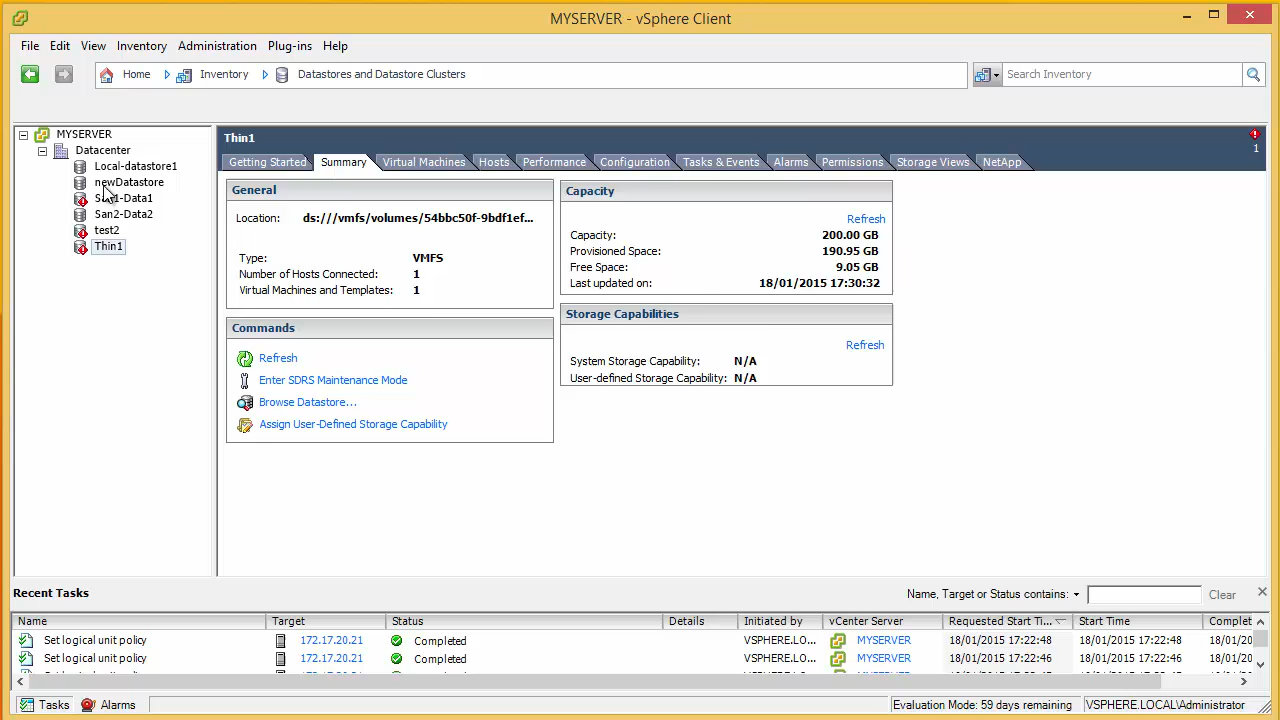 MYSERVER - vSphere Client
File Edit View Inventory Administration Plug-ins Help
Home Inventory Datastores and Datastore Clusters Search Inventory
MYSERVER
Datacenter
Local-datastore1
newDatastore
San1-Data1
San2-Data2
test2
Thin1
Thin1
1
Getting Started Summary Virtual Machines Hosts Performance Configuration Tasks & Events Alarms Permissions Storage Views NetApp
General
Location: ds:///vmfs/volumes/54bbc50f-9bdf1ef...
Type: VMFS
Number of Hosts Connected: 1
Virtual Machines and Templates: 1
Commands
Refresh
Enter SDRS Maintenance Mode
Browse Datastore...
Assign User-Defined Storage Capability
Capacity
Refresh
Capacity: 200.00 GB
Provisioned Space: 190.95 GB
Free Space: 9.05 GB
Last updated on: 18/01/2015 17:30:32
Storage Capabilities
Refresh
System Storage Capability: N/A
User-defined Storage Capability: N/A
Recent Tasks Name, Target or Status contains: Clear
Name Target Status Details Initiated by vCenter Server Requested Start Ti... Start Time Complet
Set logical unit policy 172.17.20.21 Completed VSPHERE.LO... MYSERVER 18/01/2015 17:22:48 18/01/2015 17:22:48 18/01/20
Set logical unit policy 172.17.20.21 Completed VSPHERE.LO... MYSERVER 18/01/2015 17:22:46 18/01/2015 17:22:46 18/01/20
Tasks Alarms Evaluation Mode: 59 days remaining VSPHERE.LOCAL\Administrator